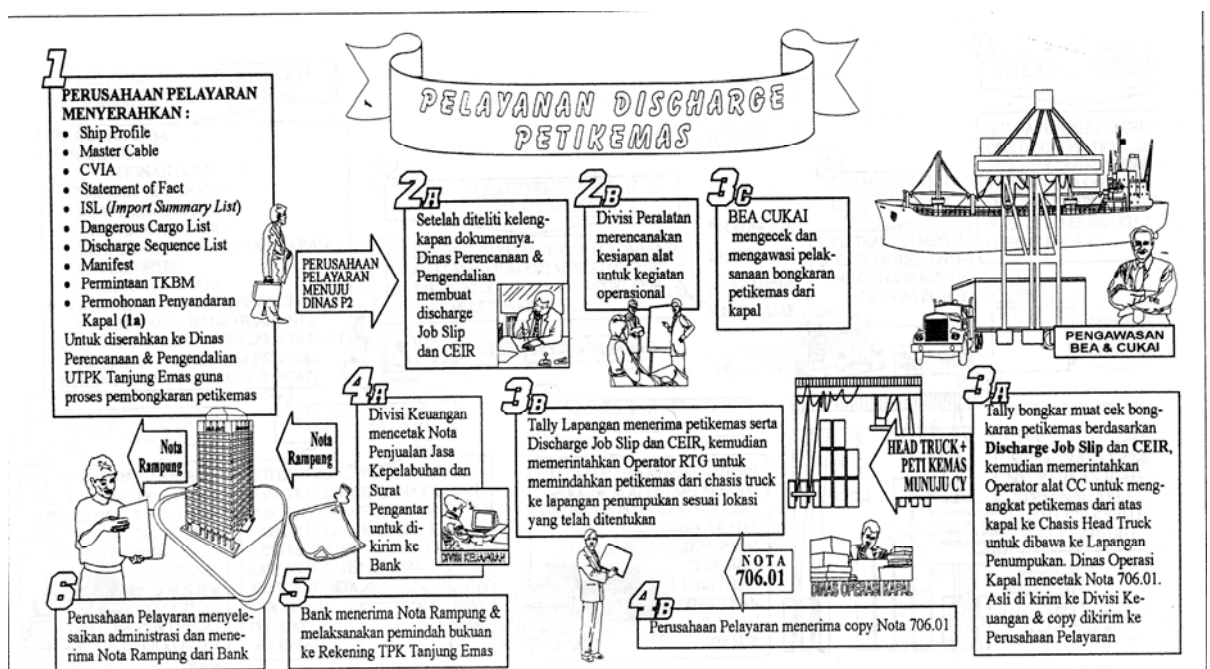 PELAYANAN DISCHARGE
PETIKEMAS
1
PERUSAHAAN PELAYARAN
MENYERAHKAN :
• Ship Profile
• Master Cable
• CVIA
• Statement of Fact
• ISL (Import Summary List)
• Dangerous Cargo List
• Discharge Sequence List
• Manifest
• Permintaan TKBM
• Permohonan Penyandaran
Kapal (1a)
Untuk diserahkan ke Dinas
Perencanaan & Pengendalian
UTPK Tanjung Emas guna
proses pembongkaran petikemas
PERUSAHAAN
PELAYARAN
MENUJU
DINAS P2
2A
Setelah diteliti keleng-
kapan dokumennya.
Dinas Perencanaan &
Pengendalian
membuat
discharge
Job Slip
dan CEIR
2B
Divisi Peralatan
merencanakan
kesiapan alat
untuk kegiatan
operasional
3C
BEA CUKAI
mengecek dan
mengawasi pelak-
sanaan bongkaran
petikemas dari
kapal
PENGAWASAN
BEA & CUKAI
3A
Tally bongkar muat cek bong-
karan petikemas berdasarkan
Discharge Job Slip dan CEIR,
kemudian memerintahkan
Operator alat CC untuk meng-
angkat petikemas dari atas
kapal ke Chasis Head Truck
untuk dibawa ke Lapangan
Penumpukan. Dinas Operasi
Kapal mencetak Nota 706.01.
Asli di kirim ke Divisi Ke-
uangan & copy dikirim ke
Perusahaan Pelayaran
HEAD TRUCK +
PETI KEMAS
MUNUJU CY
3B
Tally Lapangan menerima petikemas serta
Discharge Job Slip dan CEIR, kemudian
memerintahkan Operator RTG untuk
memindahkan petikemas dari chasis truck
ke lapangan penumpukan sesuai lokasi
yang telah ditentukan
NOTA
706.01
DINAS OPERASI KAPAL
4B
Perusahaan Pelayaran menerima copy Nota 706.01
4A
Divisi Keuangan
mencetak Nota
Penjualan Jasa
Kepelabuhan dan
Surat
Pengantar
untuk di-
kirim ke
Bank
DIVISI KEUANGAN
Nota
Rampung
5
Bank menerima Nota Rampung &
melaksanakan pemindah bukuan
ke Rekening TPK Tanjung Emas
Nota
Rampung
6
Perusahaan Pelayaran menyele-
saikan administrasi dan mene-
rima Nota Rampung dari Bank